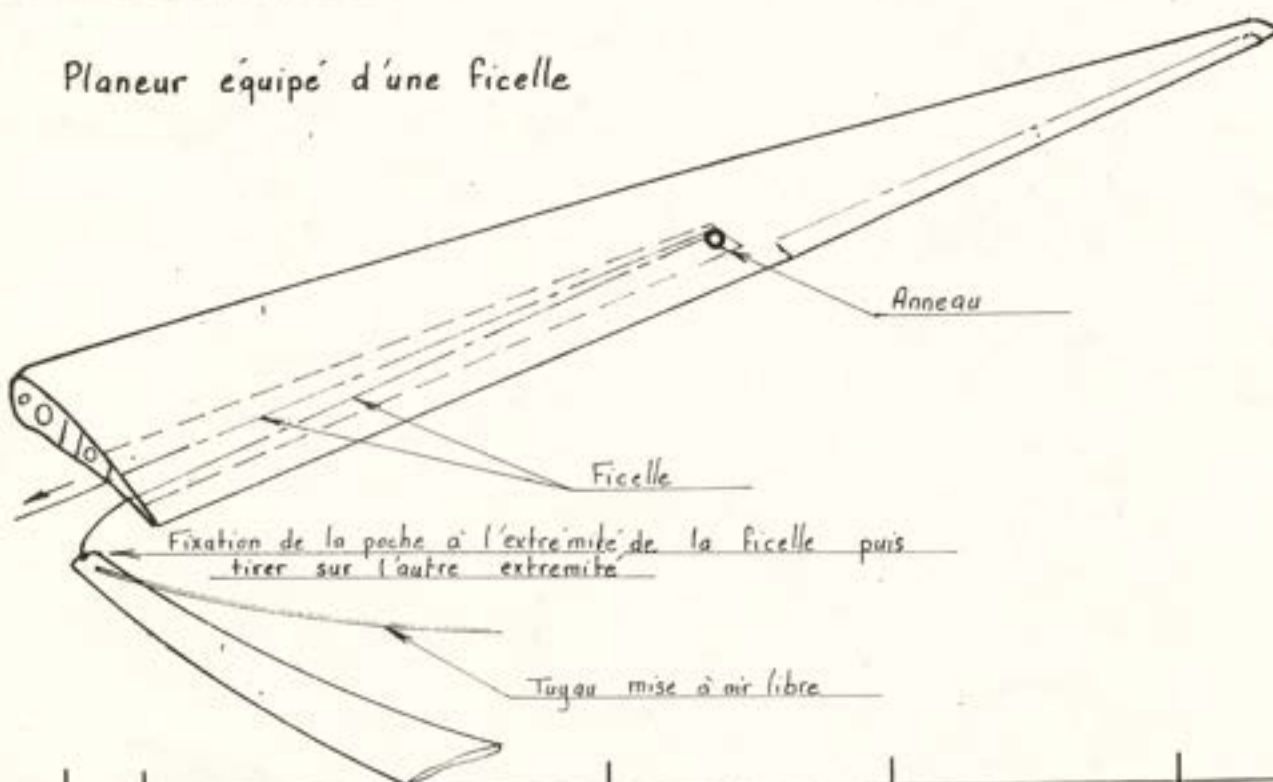 Planeur équipé d'une ficelle
Anneau
Ficelle
Fixation de la poche à l'extrémité de la ficelle puis
tirer sur l'autre extrémité
Tuyau mise à air libre